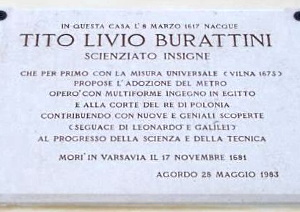 IN QUESTA CASA L'8 MARZO 1617 NACQUE
TITO LIVIO BURATTINI
SCIENZIATO INSIGNE
CHE PER PRIMO CON LA MISURA UNIVERSALE (VILNA 1675)
PROPOSE L'ADOZIONE DEL METRO
OPERO' CON MULTIFORME INGEGNO IN EGITTO
E ALLA CORTE DEL RE DI POLONIA
CONTRIBUENDO CON NUOVE E GENIALI SCOPERTE
(SEGUACE DI LEONARDO E GALILEI)
AL PROGRESSO DELLA SCIENZA E DELLA TECNICA
MORI' IN VARSAVIA IL 17 NOVEMBRE 1681
AGORDO 28 MAGGIO 1983